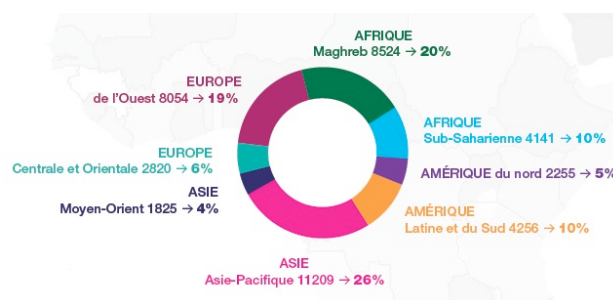 AFRIQUE
Maghreb 8524 → 20%
EUROPE
de l'Ouest 8054 → 19%
AFRIQUE
Sub-Saharienne 4141 → 10%
EUROPE
Centrale et Orientale 2820 → 6%
AMÉRIQUE du nord 2255 → 5%
ASIE
Moyen-Orient 1825 → 4%
AMÉRIQUE
Latine et du Sud 4256 → 10%
ASIE
Asie-Pacifique 11209 → 26%